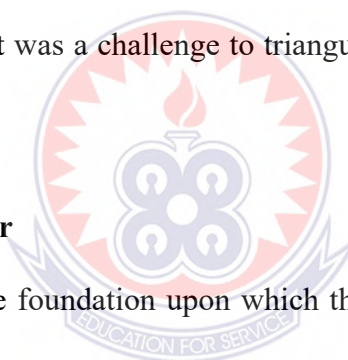 t was a challenge to triangu
r
e foundation upon which th
EDUCATION FOR SERVICE